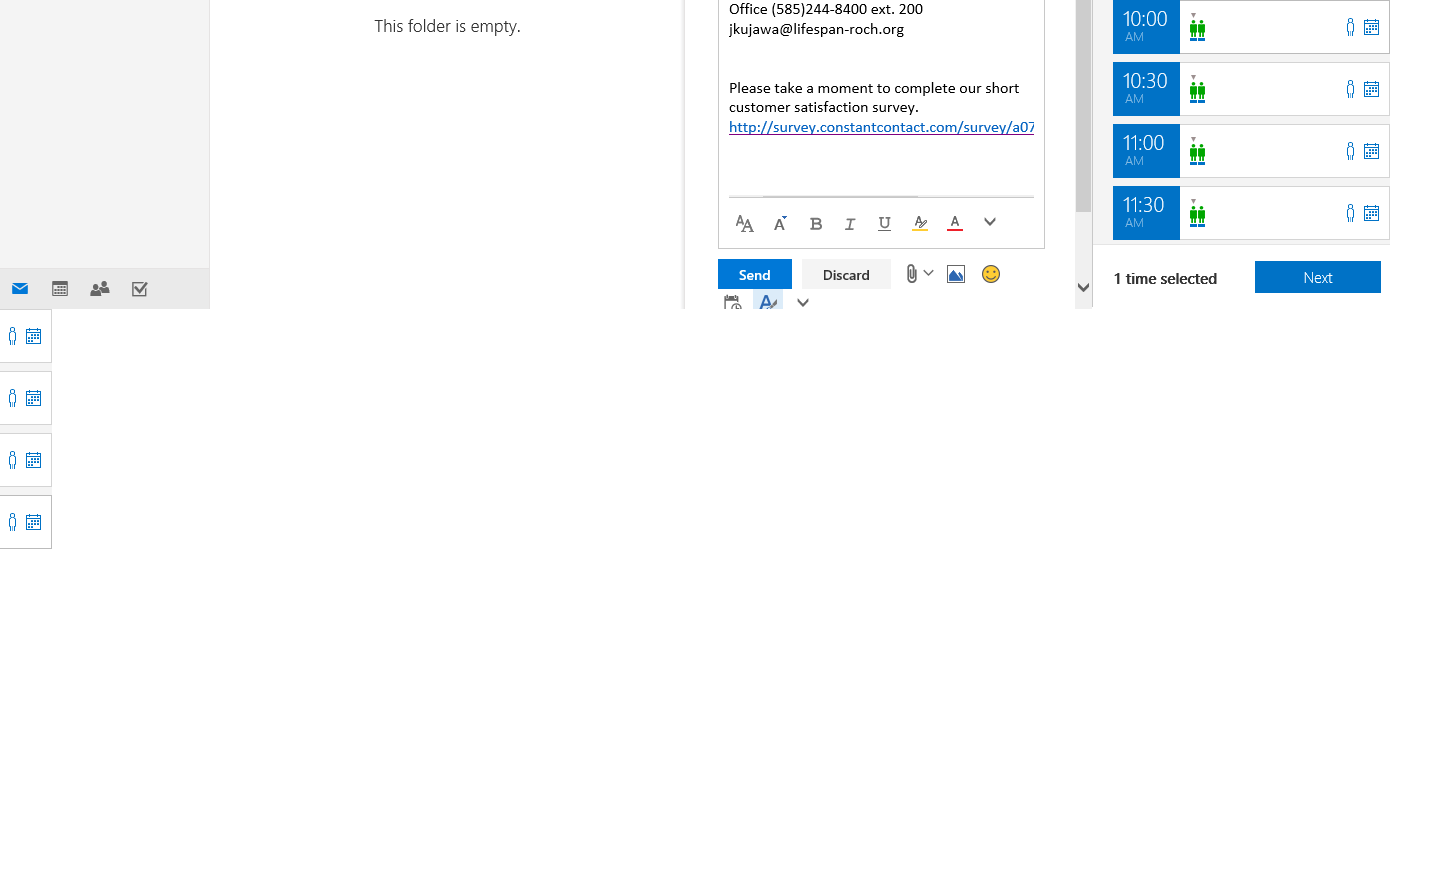 This folder is empty.
Office (585)244-8400 ext. 200
jkujawa@lifespan-roch.org
Please take a moment to complete our short
customer satisfaction survey.
http://survey.constantcontact.com/survey/a07
Send
Discard
10:00
AM
10:30
AM
11:00
AM
11:30
AM
1 time selected
Next